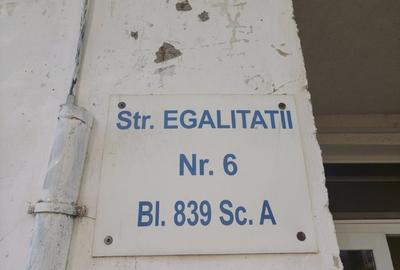 Str. EGALITATII
Nr. 6
Bl. 839 Sc. A